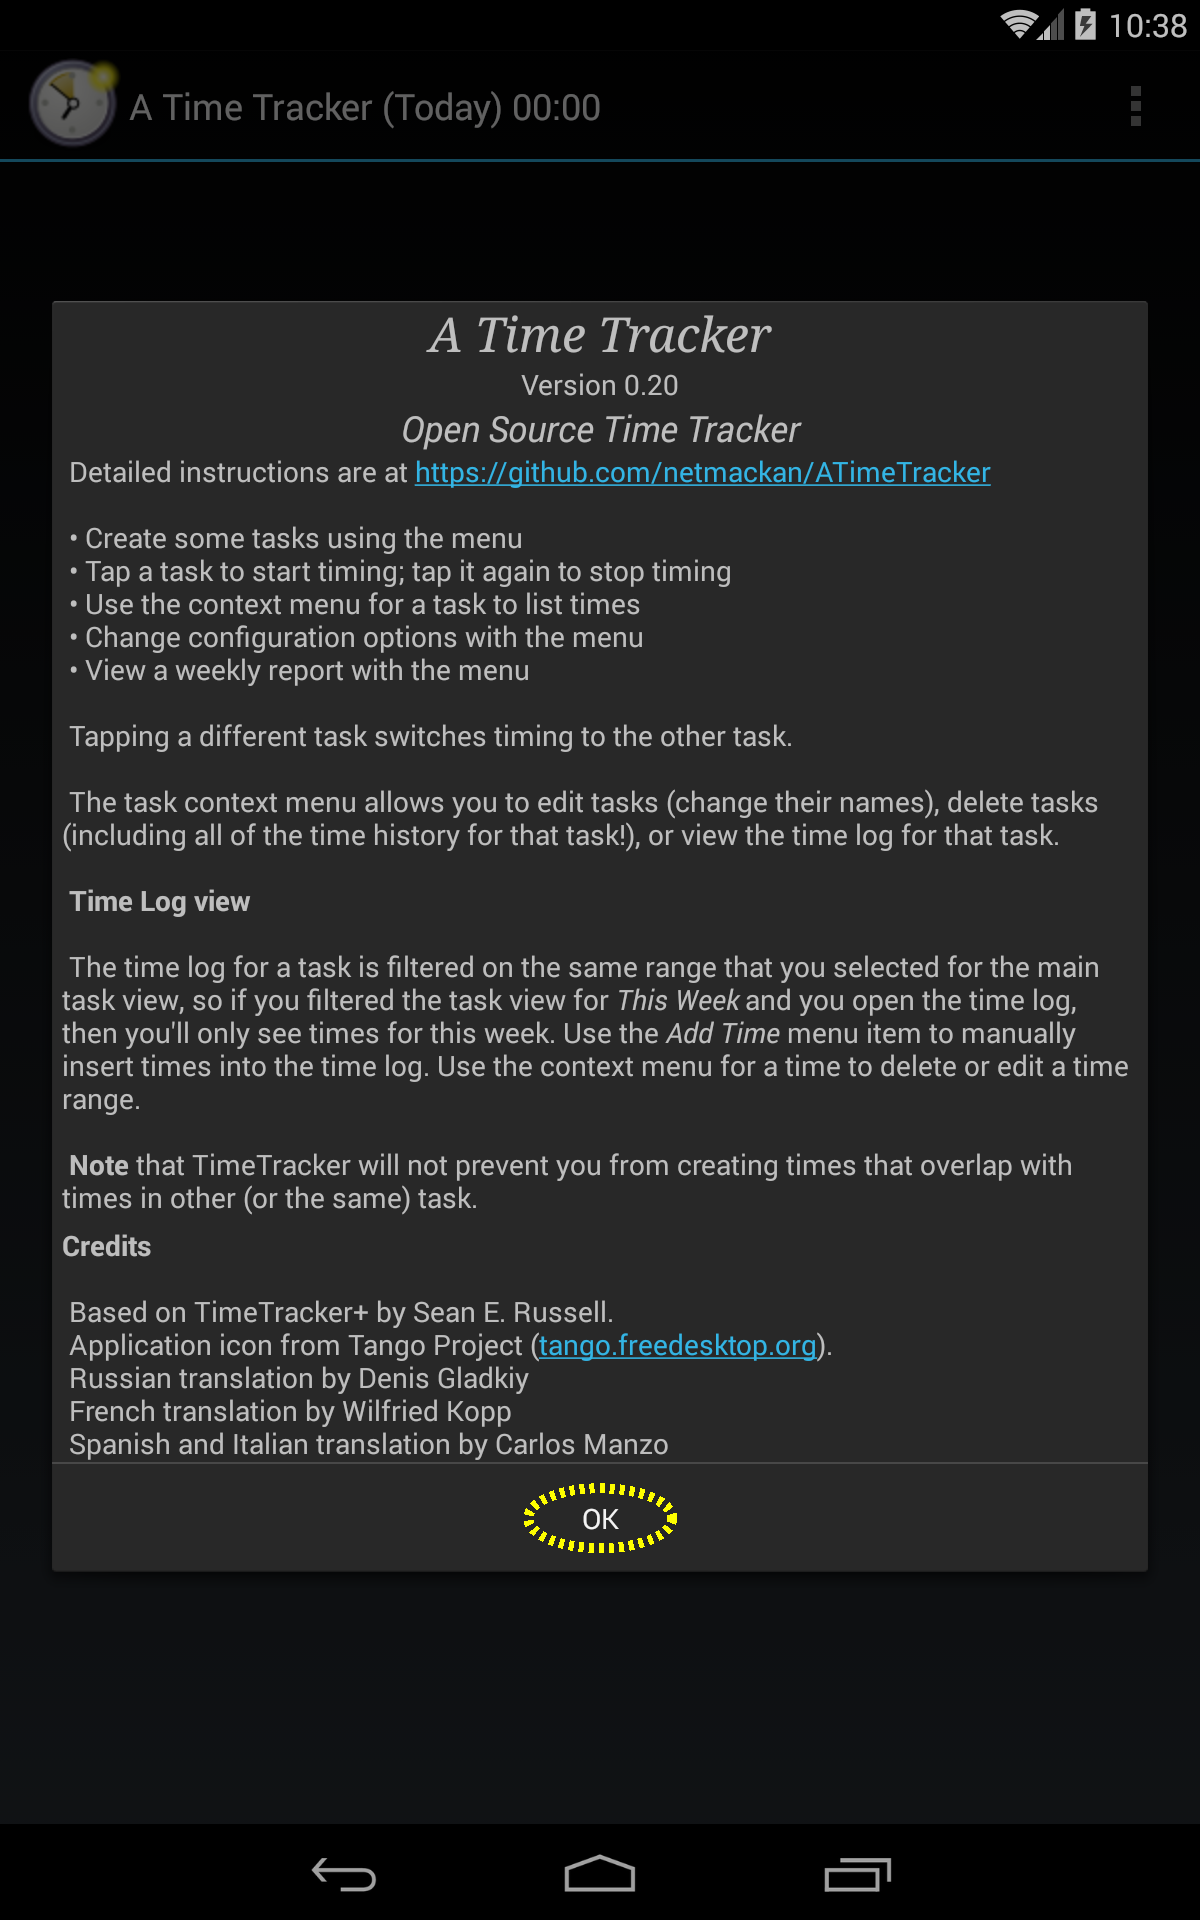 10:38
A Time Tracker (Today) 00:00
A Time Tracker
Version 0.20
Open Source Time Tracker
Detailed instructions are at https://github.com/netmackan/ATimeTracker
• Create some tasks using the menu
• Tap a task to start timing; tap it again to stop timing
• Use the context menu for a task to list times
• Change configuration options with the menu
• View a weekly report with the menu
Tapping a different task switches timing to the other task.
The task context menu allows you to edit tasks (change their names), delete tasks
(including all of the time history for that task!), or view the time log for that task.
Time Log view
The time log for a task is filtered on the same range that you selected for the main
task view, so if you filtered the task view for This Week and you open the time log,
then you'll only see times for this week. Use the Add Time menu item to manually
insert times into the time log. Use the context menu for a time to delete or edit a time
range.
Note that TimeTracker will not prevent you from creating times that overlap with
times in other (or the same) task.
Credits
Based on TimeTracker+ by Sean E. Russell.
Application icon from Tango Project (tango.freedesktop.org).
Russian translation by Denis Gladkiy
French translation by Wilfried Kopp
Spanish and Italian translation by Carlos Manzo
OK